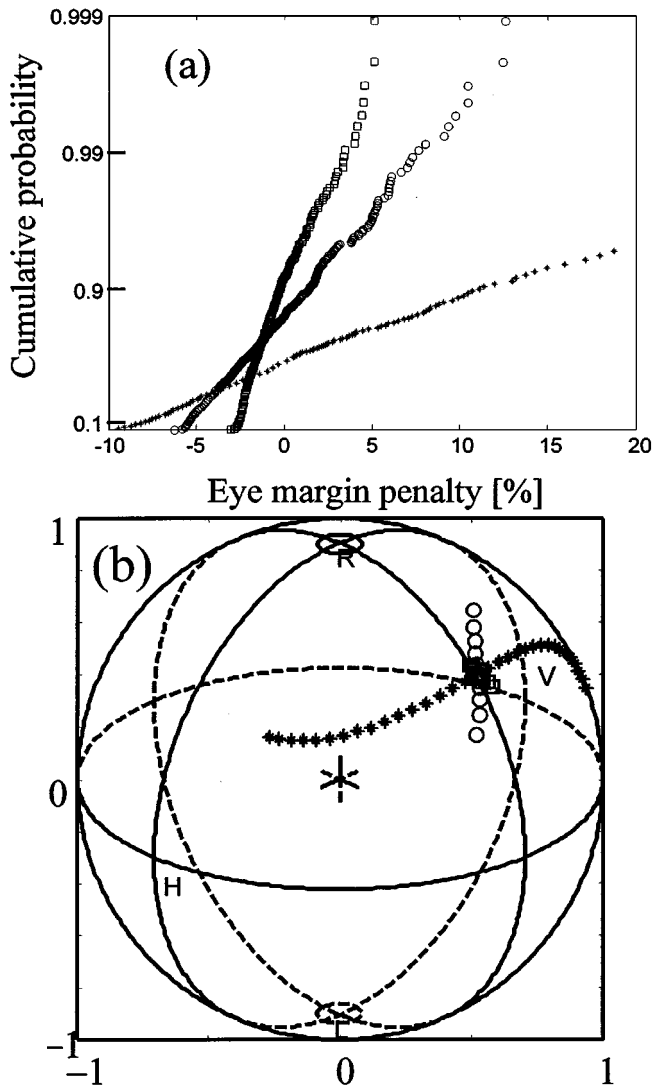 0.999
(a)
0.99
0.9
0.1
Cumulative probability
-10 -5 0 5 10 15 20
Eye margin penalty [%]
1
(b)
R
V
0
H
L
-1
-1 0 1